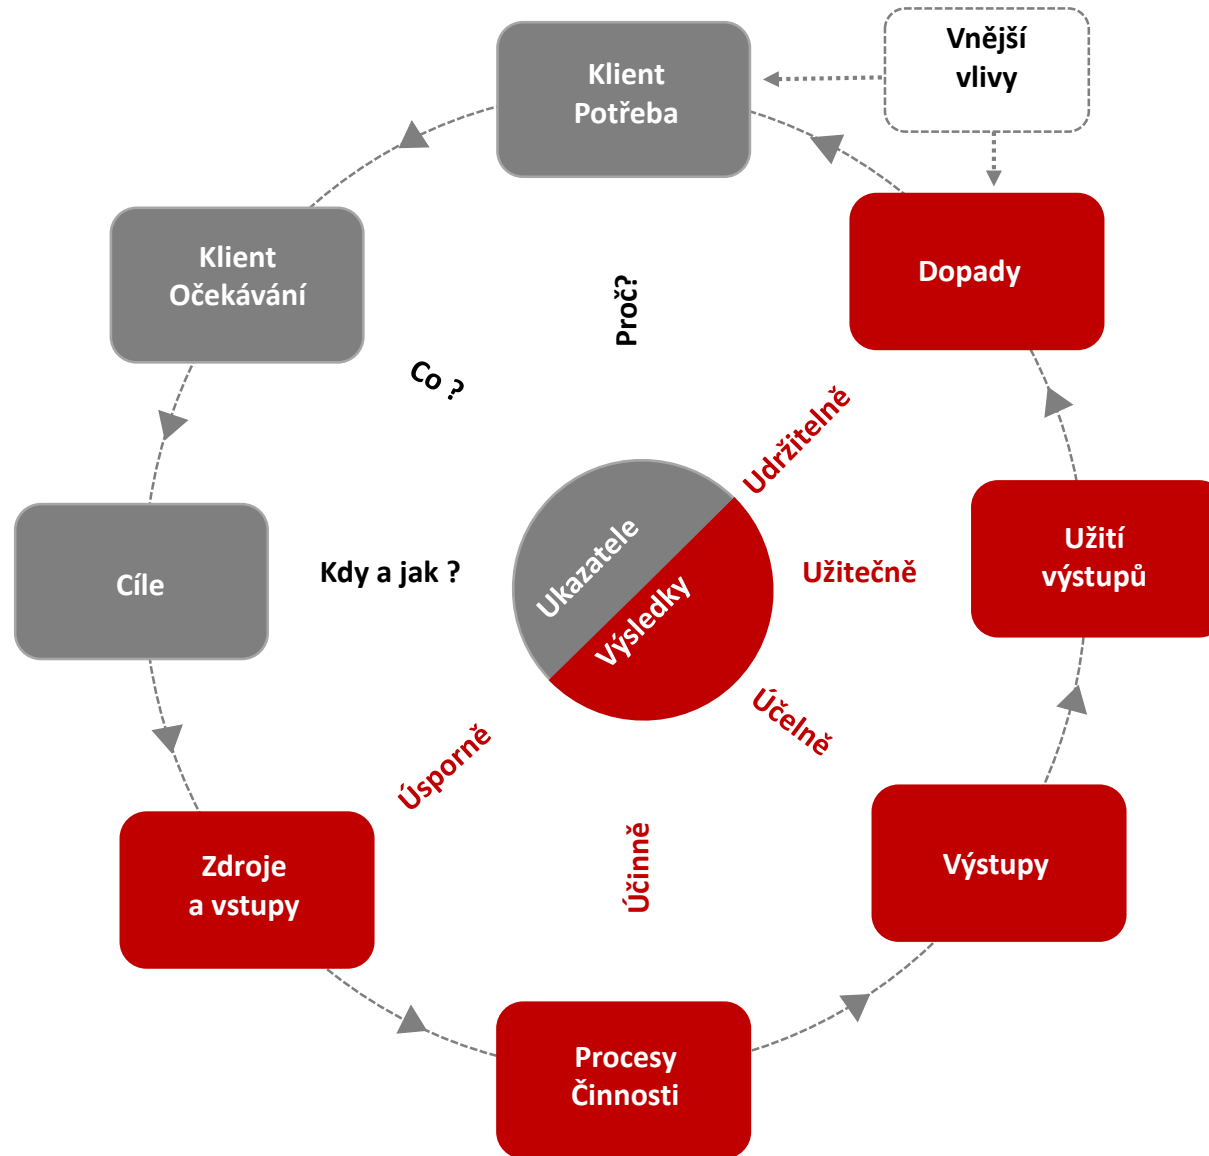 Klient
Potřeba
Vnější
vlivy
Klient
Očekávání
Dopady
Proč?
Co ?
Udržitelně
Cíle
Kdy a jak ?
Ukazatele
Výsledky
Užitečně
Užití
výstupů
Úsporně
Účelně
Zdroje
a vstupy
Účinně
Výstupy
Procesy
Činnosti